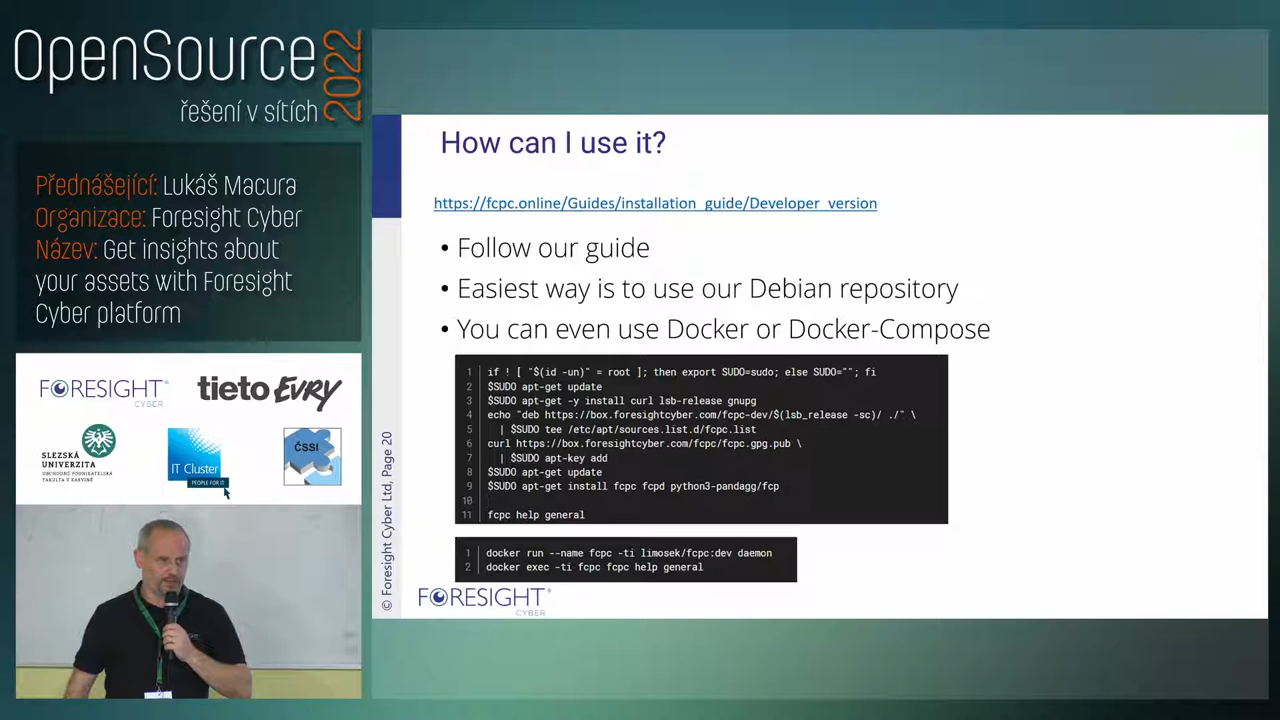 OpenSource
2022
řešení v sítích
Přednášející: Lukáš Macura
Organizace: Foresight Cyber
Název: Get insights about
your assets with Foresight
Cyber platform
FORESIGHT
CYBER
tieto EVRY
SLEZSKÁ
UNIVERZITA
OBCHODNĚ PODNIKATELSKÁ
FAKULTA V KARVINÉ
IT Cluster
PEOPLE FOR IT
ČSSI
How can I use it?
https://fcpc.online/Guides/installation_guide/Developer_version
• Follow our guide
• Easiest way is to use our Debian repository
• You can even use Docker or Docker-Compose
1 if ! [ "$(id -un)" = root ]; then export SUDO=sudo; else SUDO=""; fi
2 $SUDO apt-get update
3 $SUDO apt-get -y install curl lsb-release gnupg
4 echo "deb https://box.foresightcyber.com/fcpc-dev/$(lsb_release -sc)/ ./" \
5 | $SUDO tee /etc/apt/sources.list.d/fcpc.list
6 curl https://box.foresightcyber.com/fcpc/fcpc.gpg.pub \
7 | $SUDO apt-key add
8 $SUDO apt-get update
9 $SUDO apt-get install fcpc fcpd python3-pandagg/fcp
10
11 fcpc help general
1 docker run --name fcpc -ti limosek/fcpc:dev daemon
2 docker exec -ti fcpc fcpc help general
© Foresight Cyber Ltd, Page 20
FORESIGHT
CYBER